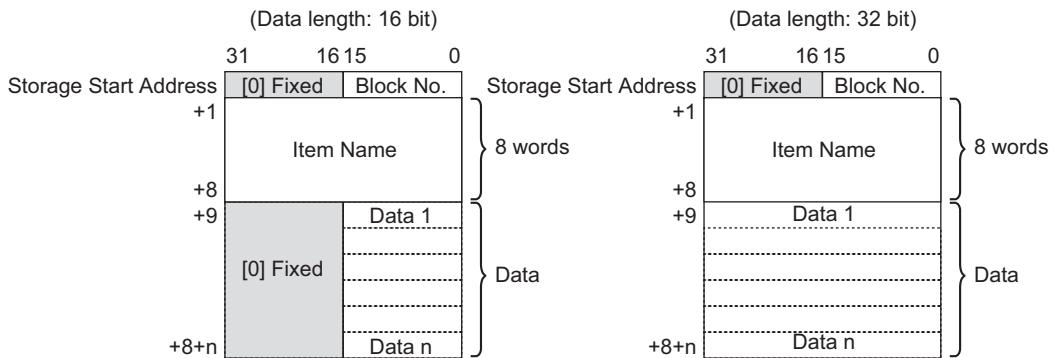 (Data length: 16 bit) (Data length: 32 bit)
31 16 15 0 31 16 15 0
Storage Start Address [0] Fixed Block No. Storage Start Address [0] Fixed Block No.
+1 +1
Item Name 8 words Item Name 8 words
+8 +8
+9 Data 1 +9 Data 1
[0] Fixed Data Data
+8+n Data n +8+n Data n